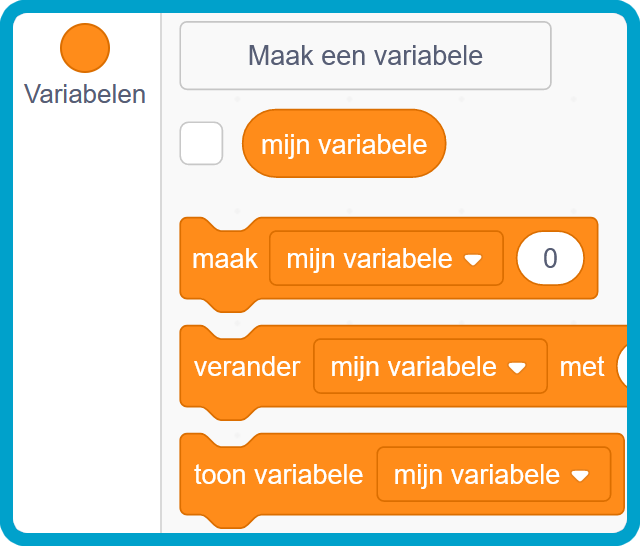 Maak een variabele
Variabelen
mijn variabele
maak mijn variabele 0
verander mijn variabele met
toon variabele mijn variabele